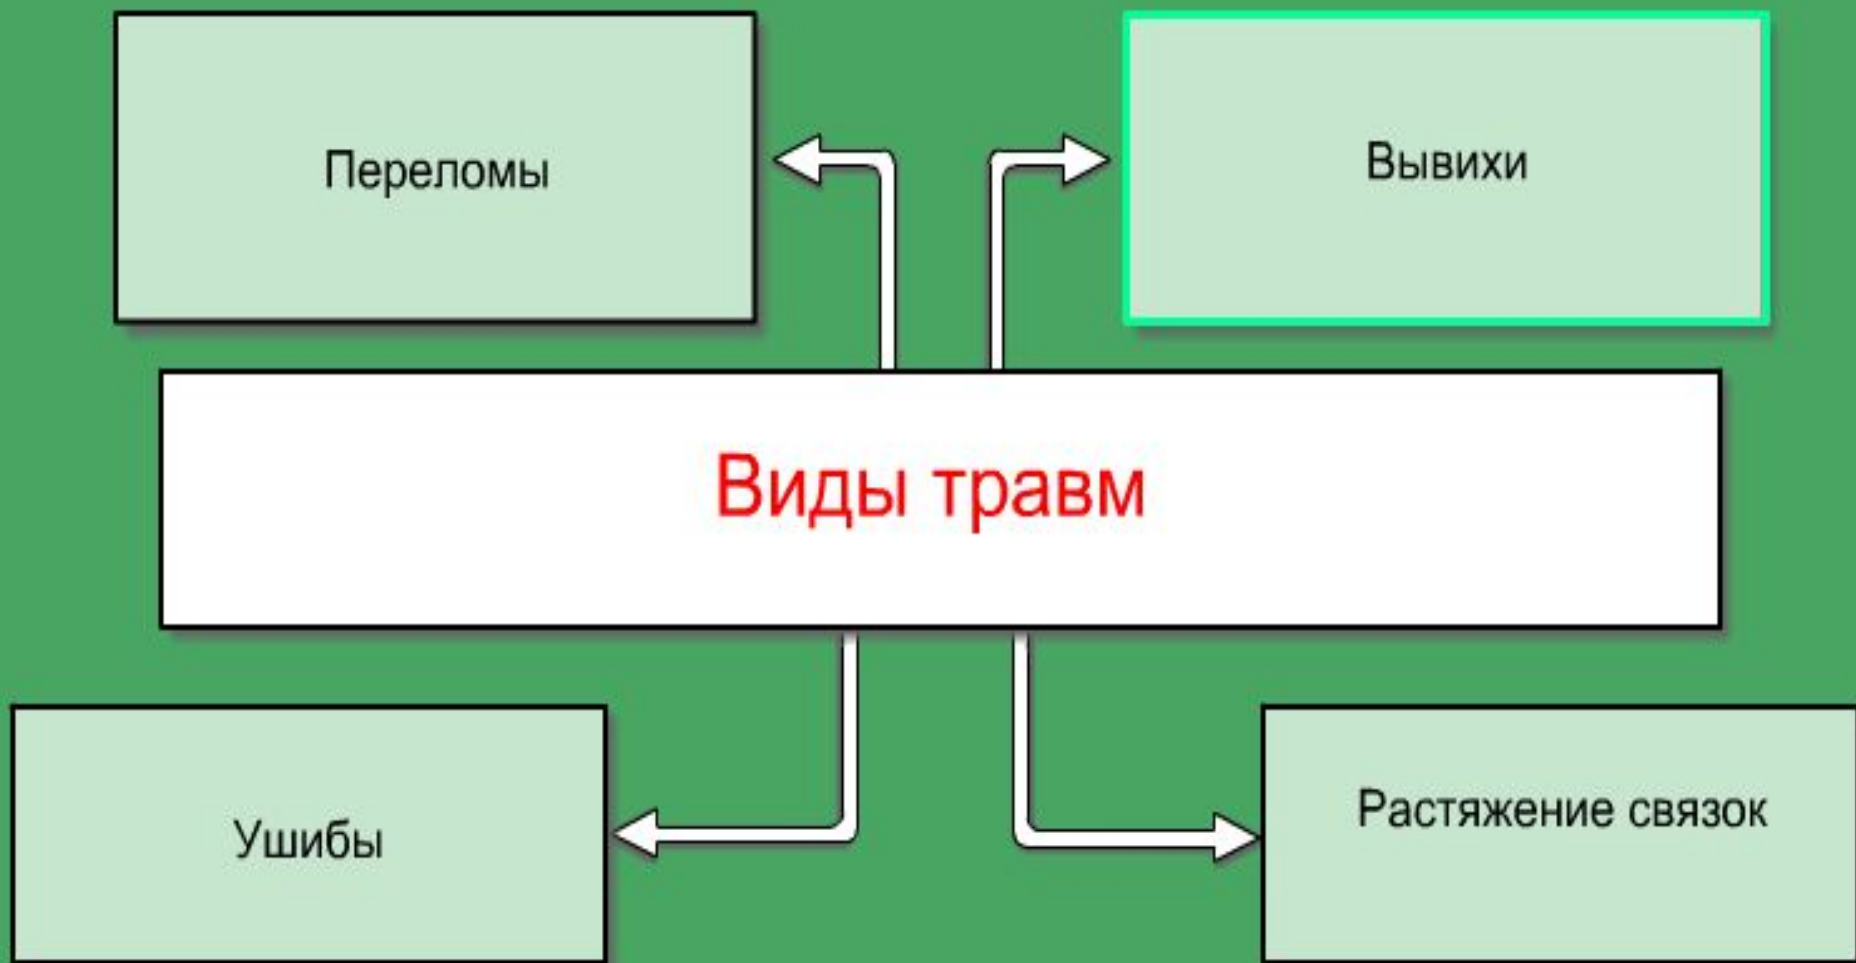 Переломы
Вывихи
Виды травм
Ушибы
Растяжение связок